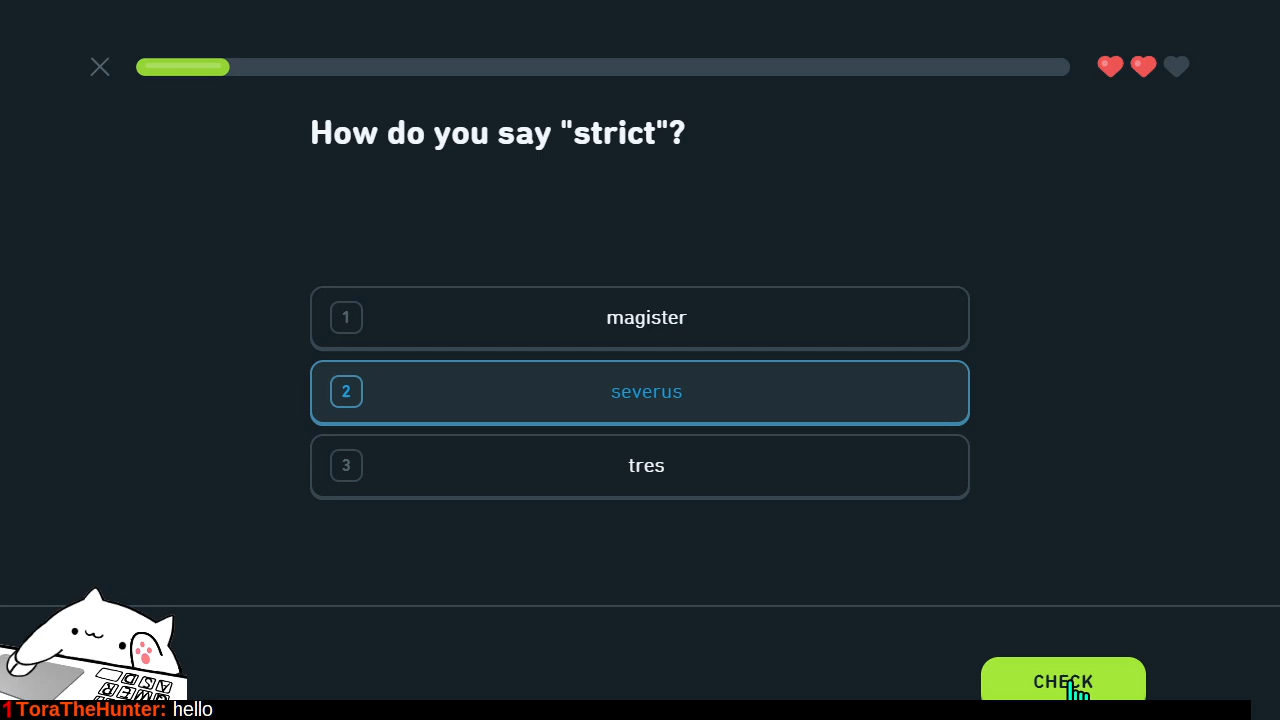 How do you say "strict"?
1 magister
2 severus
3 tres
CHECK
1 ToraTheHunter: hello